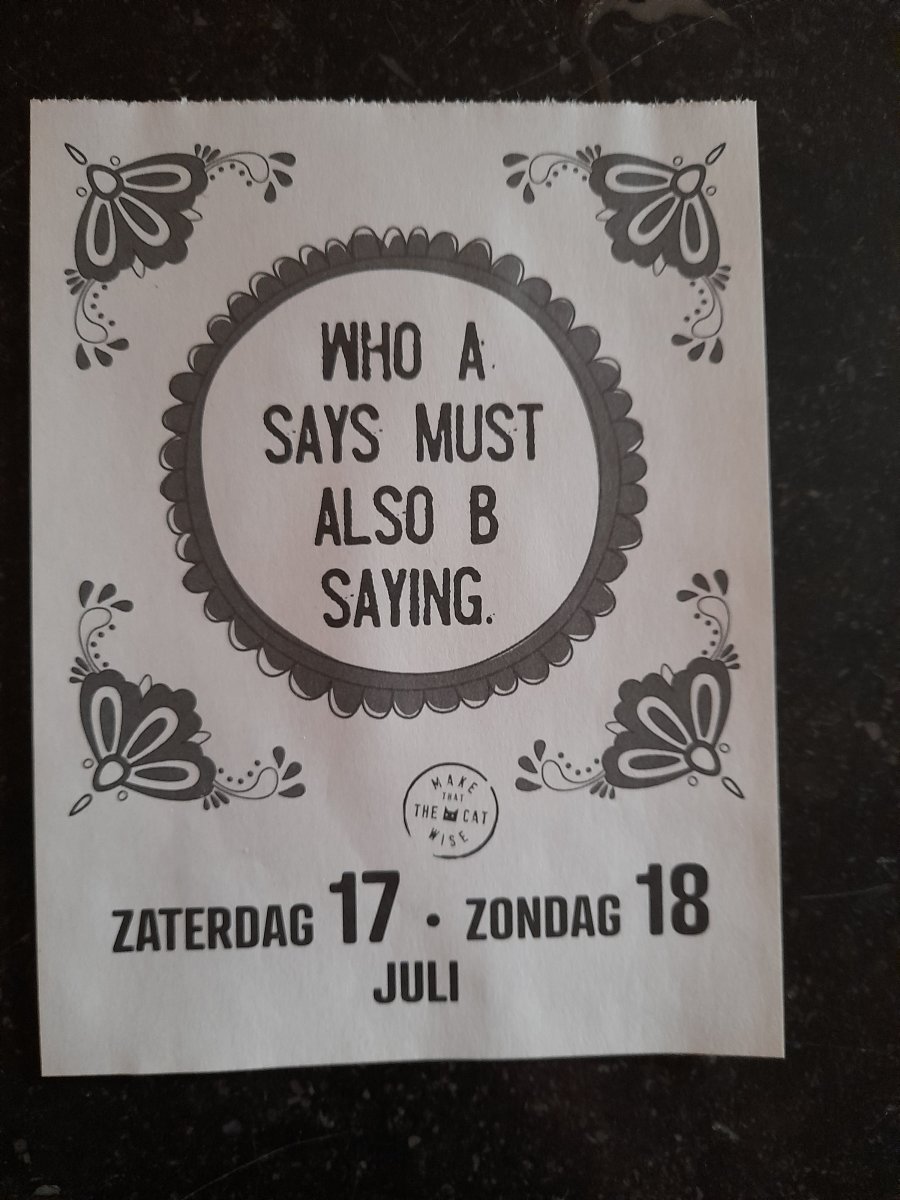 WHO A
SAYS MUST
ALSO B
SAYING.
MAKE
THAT
THE CAT
WISE
ZATERDAG 17 • ZONDAG 18
JULI